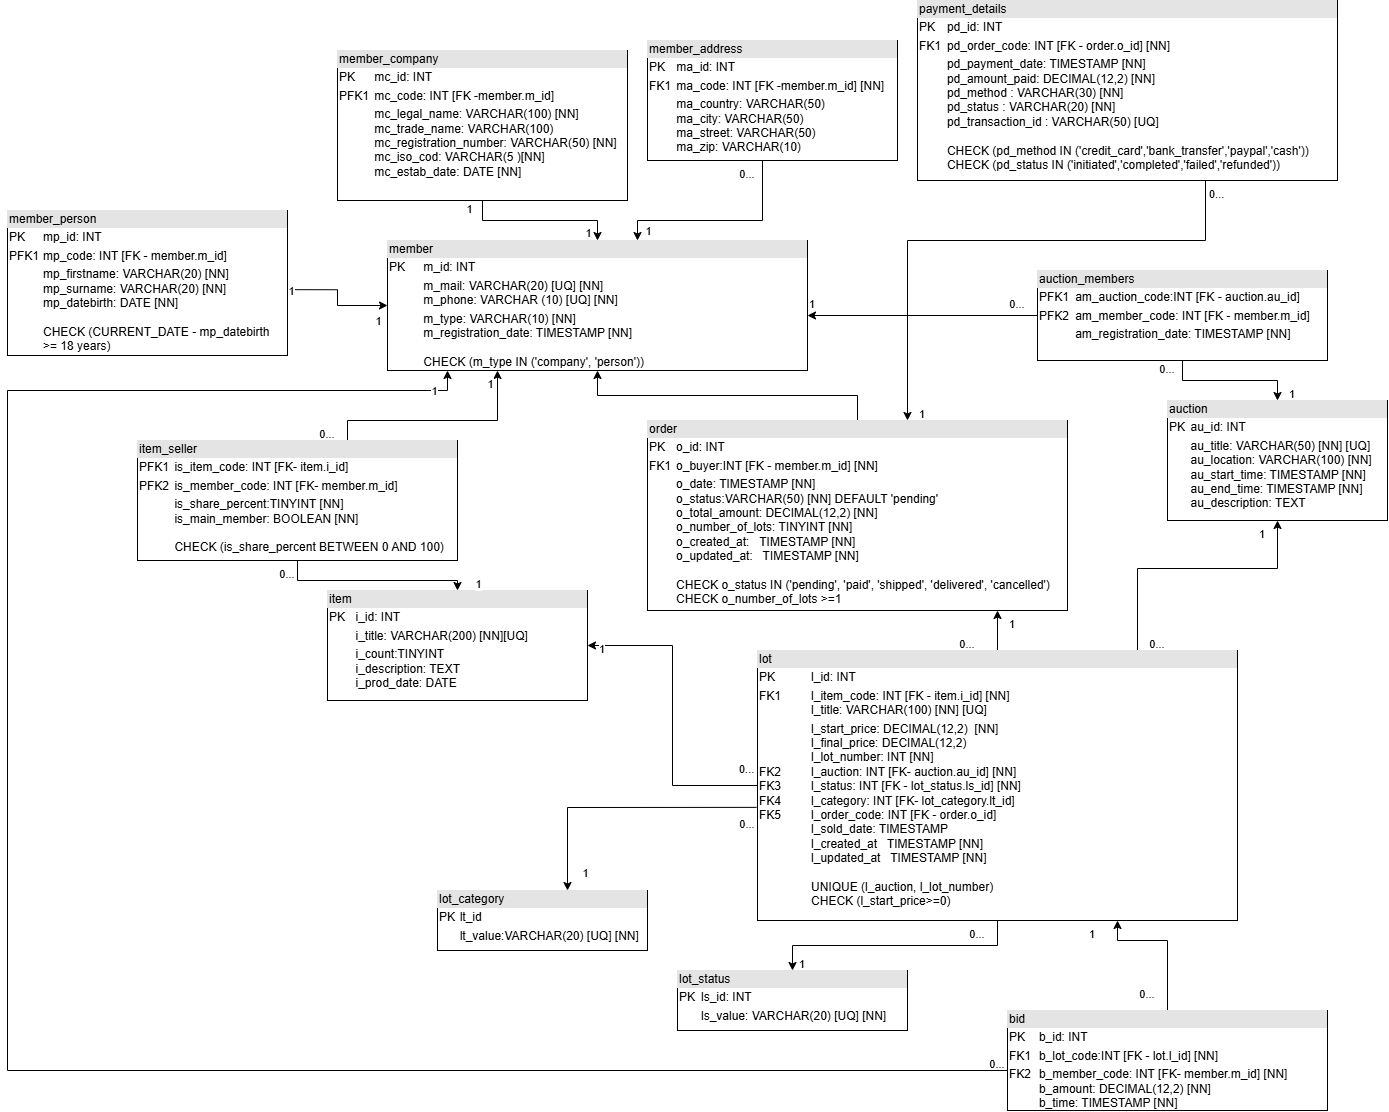 payment_details
PK pd_id: INT
FK1 pd_order_code: INT [FK - order.o_id] [NN]
pd_payment_date: TIMESTAMP [NN]
pd_amount_paid: DECIMAL(12,2) [NN]
pd_method : VARCHAR(30) [NN]
pd_status : VARCHAR(20) [NN]
pd_transaction_id : VARCHAR(50) [UQ]
CHECK (pd_method IN ('credit_card','bank_transfer','paypal','cash'))
CHECK (pd_status IN ('initiated','completed','failed','refunded'))
0...
member_address
PK ma_id: INT
FK1 ma_code: INT [FK -member.m_id] [NN]
ma_country: VARCHAR(50)
ma_city: VARCHAR(50)
ma_street: VARCHAR(50)
ma_zip: VARCHAR(10)
0...
1
member_company
PK mc_id: INT
PFK1 mc_code: INT [FK -member.m_id]
mc_legal_name: VARCHAR(100) [NN]
mc_trade_name: VARCHAR(100)
mc_registration_number: VARCHAR(50) [NN]
mc_iso_cod: VARCHAR(5 )[NN]
mc_estab_date: DATE [NN]
1
1
member_person
PK mp_id: INT
PFK1 mp_code: INT [FK - member.m_id]
mp_firstname: VARCHAR(20) [NN]
mp_surname: VARCHAR(20) [NN]
mp_datebirth: DATE [NN]
CHECK (CURRENT_DATE - mp_datebirth
>= 18 years)
1
1
member
PK m_id: INT
m_mail: VARCHAR(20) [UQ] [NN]
m_phone: VARCHAR (10) [UQ] [NN]
m_type: VARCHAR(10) [NN]
m_registration_date: TIMESTAMP [NN]
CHECK (m_type IN ('company', 'person'))
1
0...
auction_members
PFK1 am_auction_code:INT [FK - auction.au_id]
PFK2 am_member_code: INT [FK - member.m_id]
am_registration_date: TIMESTAMP [NN]
0...
1
auction
PK au_id: INT
au_title: VARCHAR(50) [NN] [UQ]
au_location: VARCHAR(100) [NN]
au_start_time: TIMESTAMP [NN]
au_end_time: TIMESTAMP [NN]
au_description: TEXT
1
1
1
0...
item_seller
PFK1 is_item_code: INT [FK- item.i_id]
PFK2 is_member_code: INT [FK- member.m_id]
is_share_percent:TINYINT [NN]
is_main_member: BOOLEAN [NN]
CHECK (is_share_percent BETWEEN 0 AND 100)
0...
1
1
order
PK o_id: INT
FK1 o_buyer:INT [FK - member.m_id] [NN]
o_date: TIMESTAMP [NN]
o_status:VARCHAR(50) [NN] DEFAULT 'pending'
o_total_amount: DECIMAL(12,2) [NN]
o_number_of_lots: TINYINT [NN]
o_created_at: TIMESTAMP [NN]
o_updated_at: TIMESTAMP [NN]
CHECK o_status IN ('pending', 'paid', 'shipped', 'delivered', 'cancelled')
CHECK o_number_of_lots >=1
1
0...
0...
item
PK i_id: INT
i_title: VARCHAR(200) [NN][UQ]
i_count:TINYINT
i_description: TEXT
i_prod_date: DATE
1
lot
PK l_id: INT
FK1 l_item_code: INT [FK - item.i_id] [NN]
l_title: VARCHAR(100) [NN] [UQ]
l_start_price: DECIMAL(12,2) [NN]
l_final_price: DECIMAL(12,2)
l_lot_number: INT [NN]
FK2 l_auction: INT [FK- auction.au_id] [NN]
FK3 l_status: INT [FK - lot_status.ls_id] [NN]
FK4 l_category: INT [FK- lot_category.lt_id]
FK5 l_order_code: INT [FK - order.o_id]
l_sold_date: TIMESTAMP
l_created_at TIMESTAMP [NN]
l_updated_at TIMESTAMP [NN]
UNIQUE (l_auction, l_lot_number)
CHECK (l_start_price>=0)
0...
0...
1
lot_category
PK lt_id
lt_value:VARCHAR(20) [UQ] [NN]
0...
1
lot_status
PK ls_id: INT
ls_value: VARCHAR(20) [UQ] [NN]
1
0...
bid
PK b_id: INT
FK1 b_lot_code:INT [FK - lot.l_id] [NN]
FK2 b_member_code: INT [FK- member.m_id] [NN]
b_amount: DECIMAL(12,2) [NN]
b_time: TIMESTAMP [NN]
0...